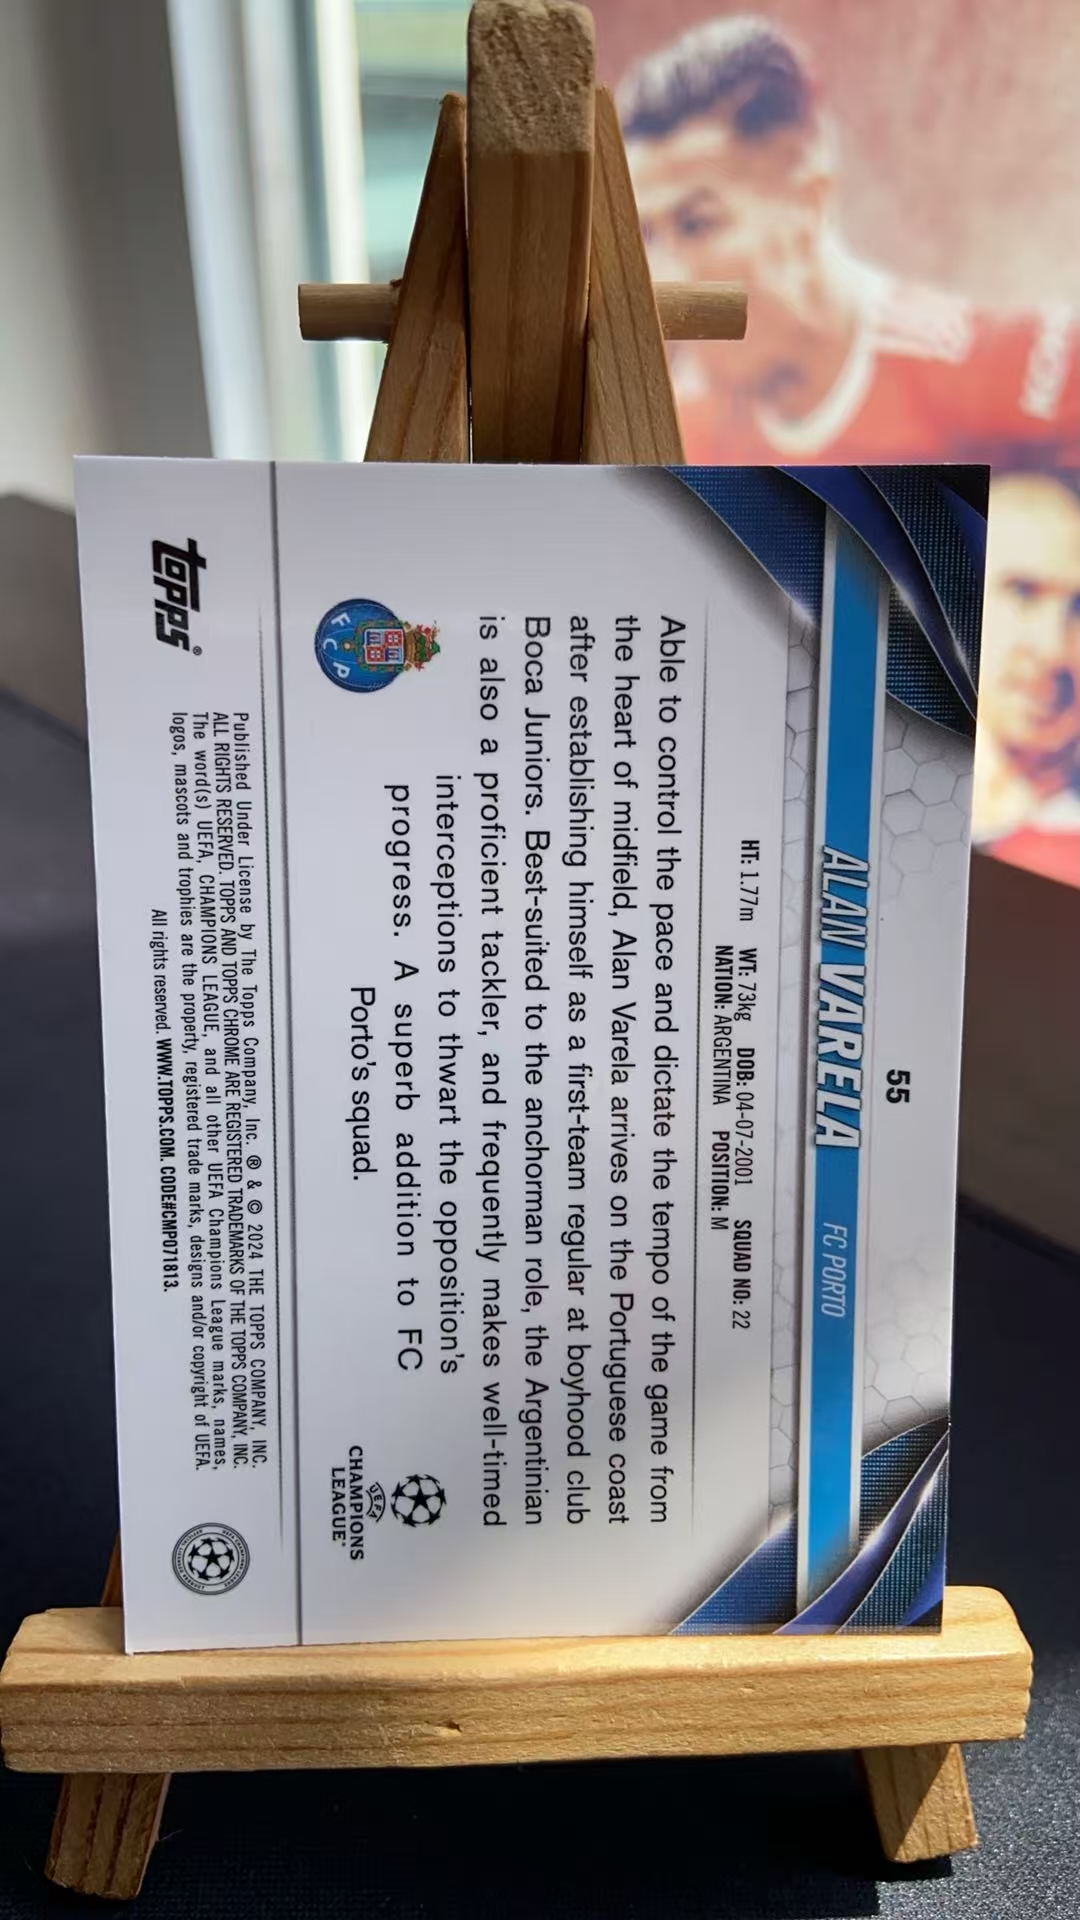 55
ALAN VARELA FC PORTO
HT: 1.77m WT: 73kg DOB: 04-07-2001 SQUAD NO: 22
NATION: ARGENTINA POSITION: M
Able to control the pace and dictate the tempo of the game from
the heart of midfield, Alan Varela arrives on the Portuguese coast
after establishing himself as a first-team regular at boyhood club
Boca Juniors. Best-suited to the anchorman role, the Argentinian
is also a proficient tackler, and frequently makes well-timed
interceptions to thwart the opposition's
progress. A superb addition to FC
Porto's squad.
FCP
UEFA
CHAMPIONS
LEAGUE
topps®
Published Under License by The Topps Company, Inc. ® & © 2024 THE TOPPS COMPANY, INC.
ALL RIGHTS RESERVED. TOPPS AND TOPPS CHROME ARE REGISTERED TRADEMARKS OF THE TOPPS COMPANY, INC.
The word(s) UEFA, CHAMPIONS LEAGUE, and all other UEFA Champions League marks, names,
logos, mascots and trophies are the property, registered trade marks, designs and/or copyright of UEFA.
All rights reserved. WWW.TOPPS.COM. CODE#CMP071813.